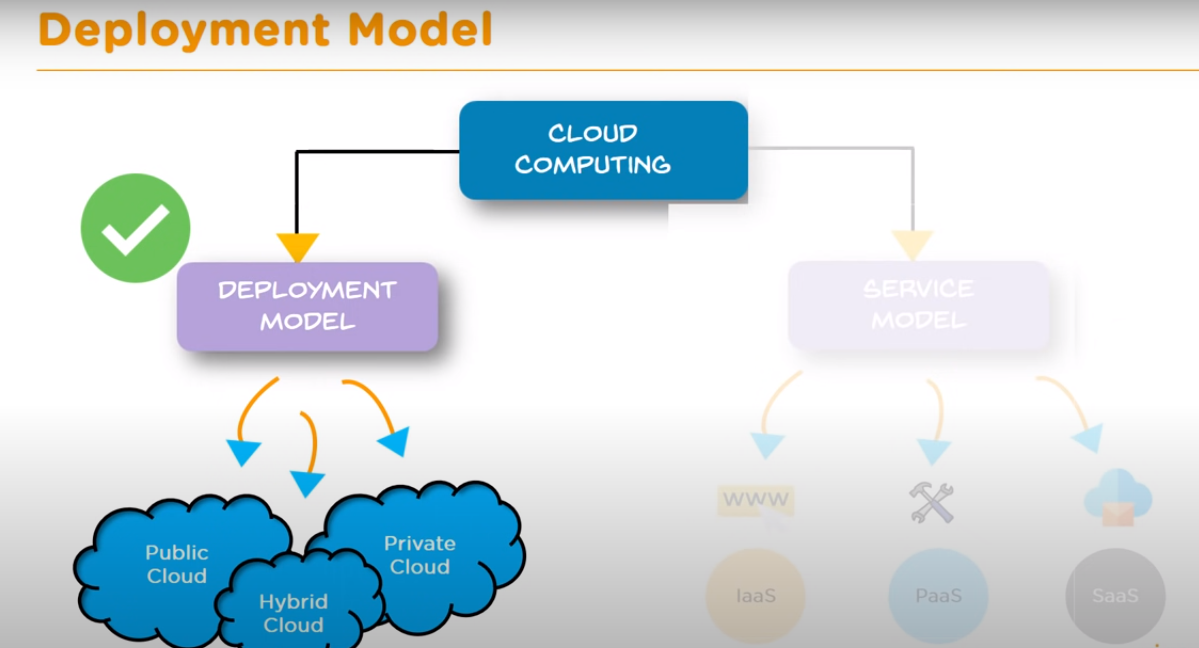 Deployment Model
CLOUD
COMPUTING
DEPLOYMENT
MODEL
SERVICE
MODEL
Public
Cloud
Hybrid
Cloud
Private
Cloud
WWW
IaaS
PaaS
SaaS